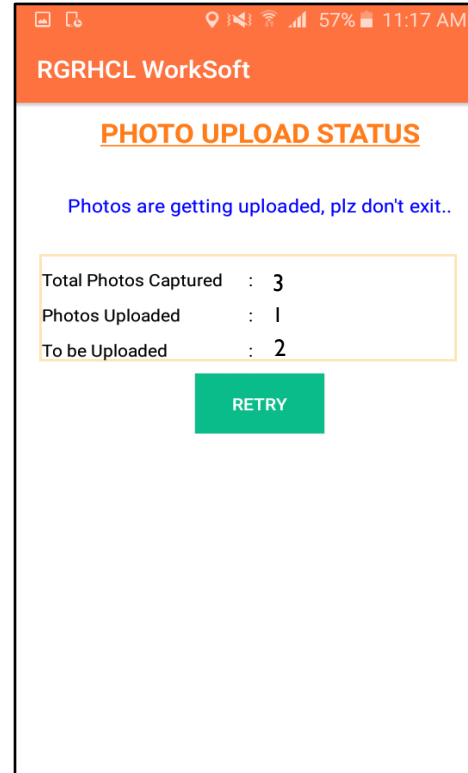 57% 11:17 AM
RGRHCL WorkSoft
PHOTO UPLOAD STATUS
Photos are getting uploaded, plz don't exit..
Total Photos Captured : 3
Photos Uploaded : 1
To be Uploaded : 2
RETRY